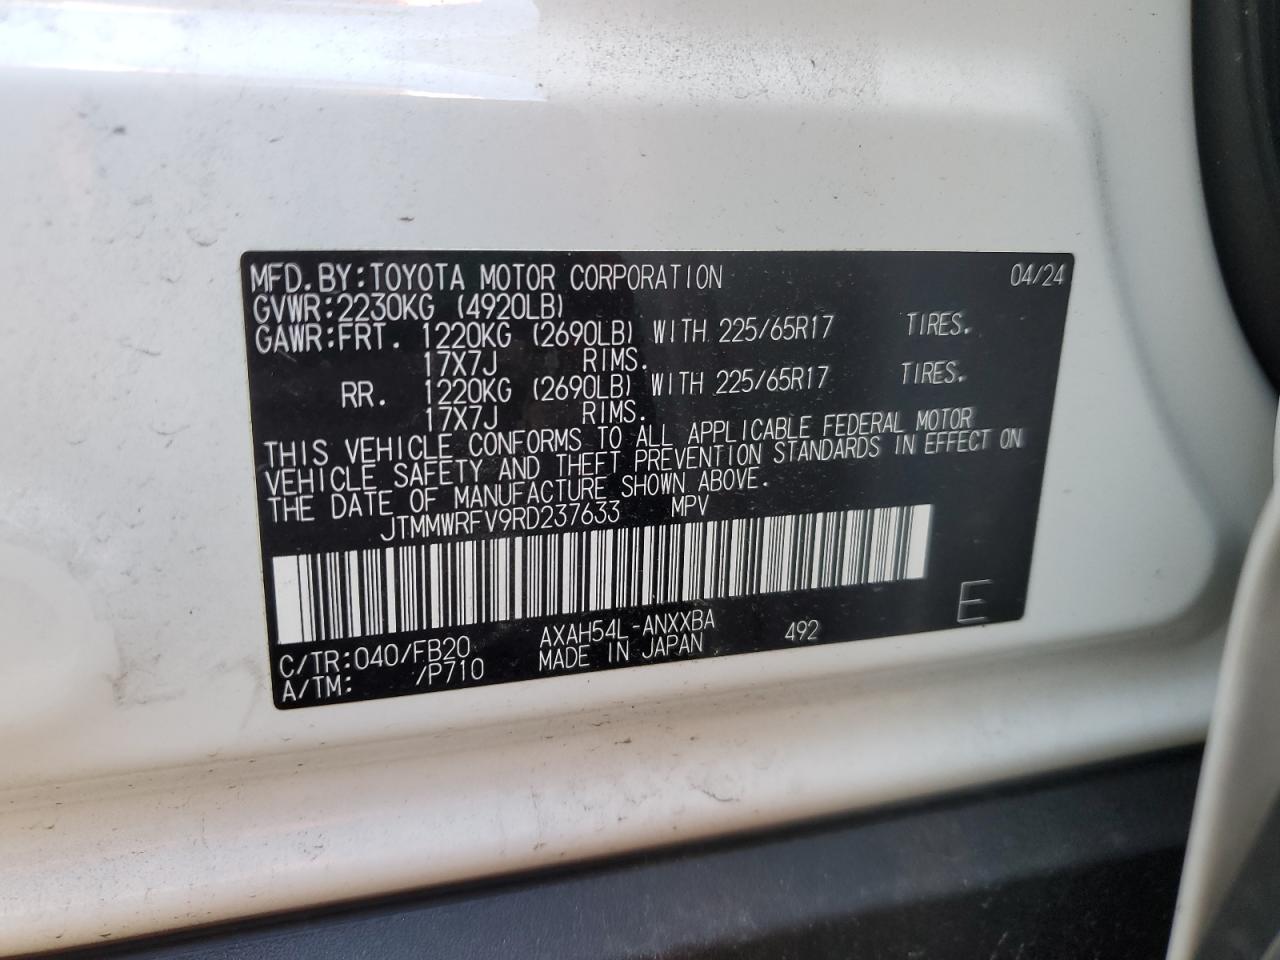 MFD.BY:TOYOTA MOTOR CORPORATION 04/24
GVWR:2230KG (4920LB)
GAWR:FRT. 1220KG (2690LB) WITH 225/65R17 TIRES.
17X7J RIMS.
RR. 1220KG (2690LB) WITH 225/65R17 TIRES.
17X7J RIMS.
THIS VEHICLE CONFORMS TO ALL APPLICABLE FEDERAL MOTOR
VEHICLE SAFETY AND THEFT PREVENTION STANDARDS IN EFFECT ON
THE DATE OF MANUFACTURE SHOWN ABOVE.
JTMMWRFV9RD237633 MPV
C/TR:040/FB20 AXAH54L-ANXXBA 492 E
A/TM: /P710 MADE IN JAPAN